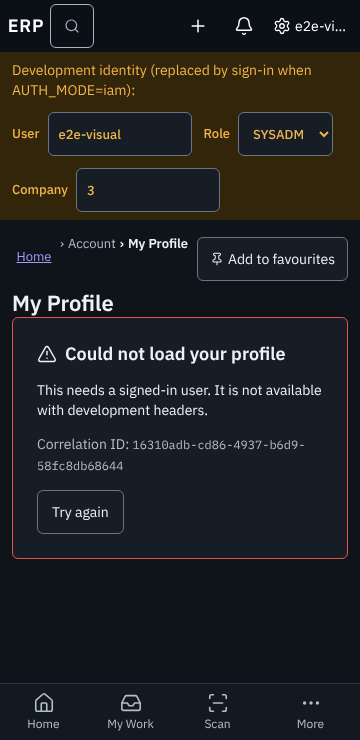 ERP
e2e-vi...
Development identity (replaced by sign-in when
AUTH_MODE=iam):
User e2e-visual Role SYSADM
Company 3
Home › Account › My Profile Add to favourites
My Profile
Could not load your profile
This needs a signed-in user. It is not available
with development headers.
Correlation ID: 16310adb-cd86-4937-b6d9-
58fc8db68644
Try again
Home My Work Scan More